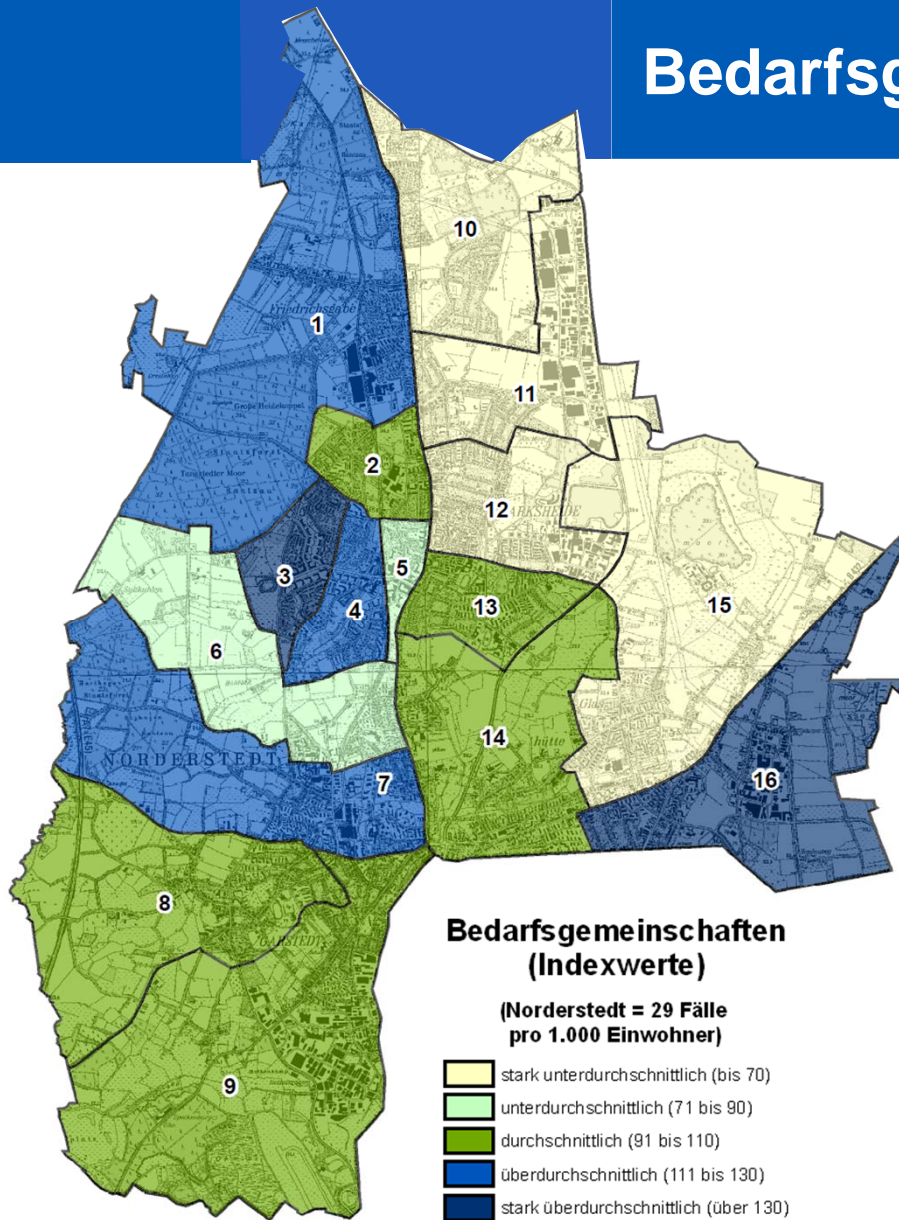 Bedarfsg
10
Friedrichsgabe
1
11
2
12
3
5
4
13
15
6
14
NORDERSTEDT
7
16
8
GARSTEDT
9
Bedarfsgemeinschaften
(Indexwerte)
(Norderstedt = 29 Fälle
pro 1.000 Einwohner)
stark unterdurchschnittlich (bis 70)
unterdurchschnittlich (71 bis 90)
durchschnittlich (91 bis 110)
überdurchschnittlich (111 bis 130)
stark überdurchschnittlich (über 130)